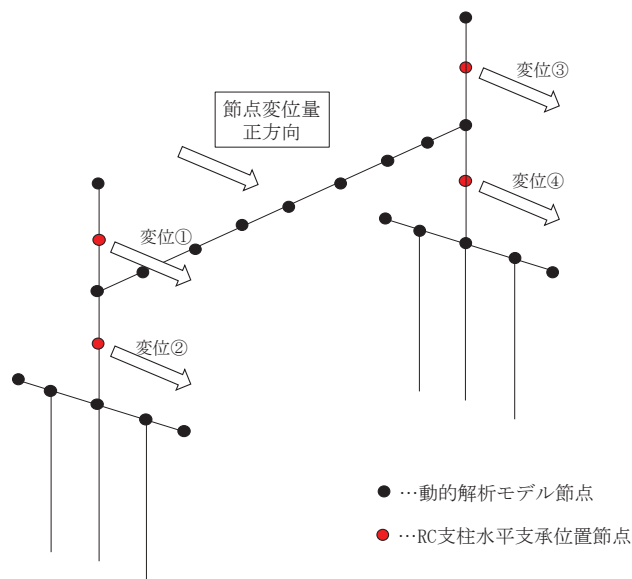 変位③
節点変位量
正方向
変位④
変位①
変位②
●…動的解析モデル節点
●…RC支柱水平支承位置節点